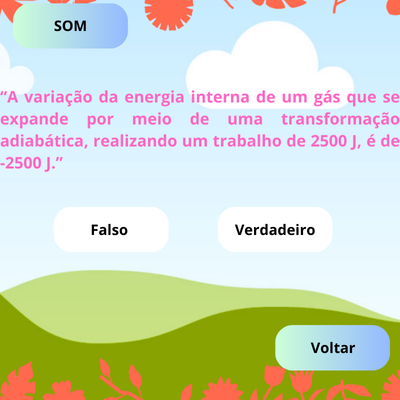 SOM
“A variação da energia interna de um gás que se
expande por meio de uma transformação
adiabática, realizando um trabalho de 2500 J, é de
-2500 J.”
Falso
Verdadeiro
Voltar